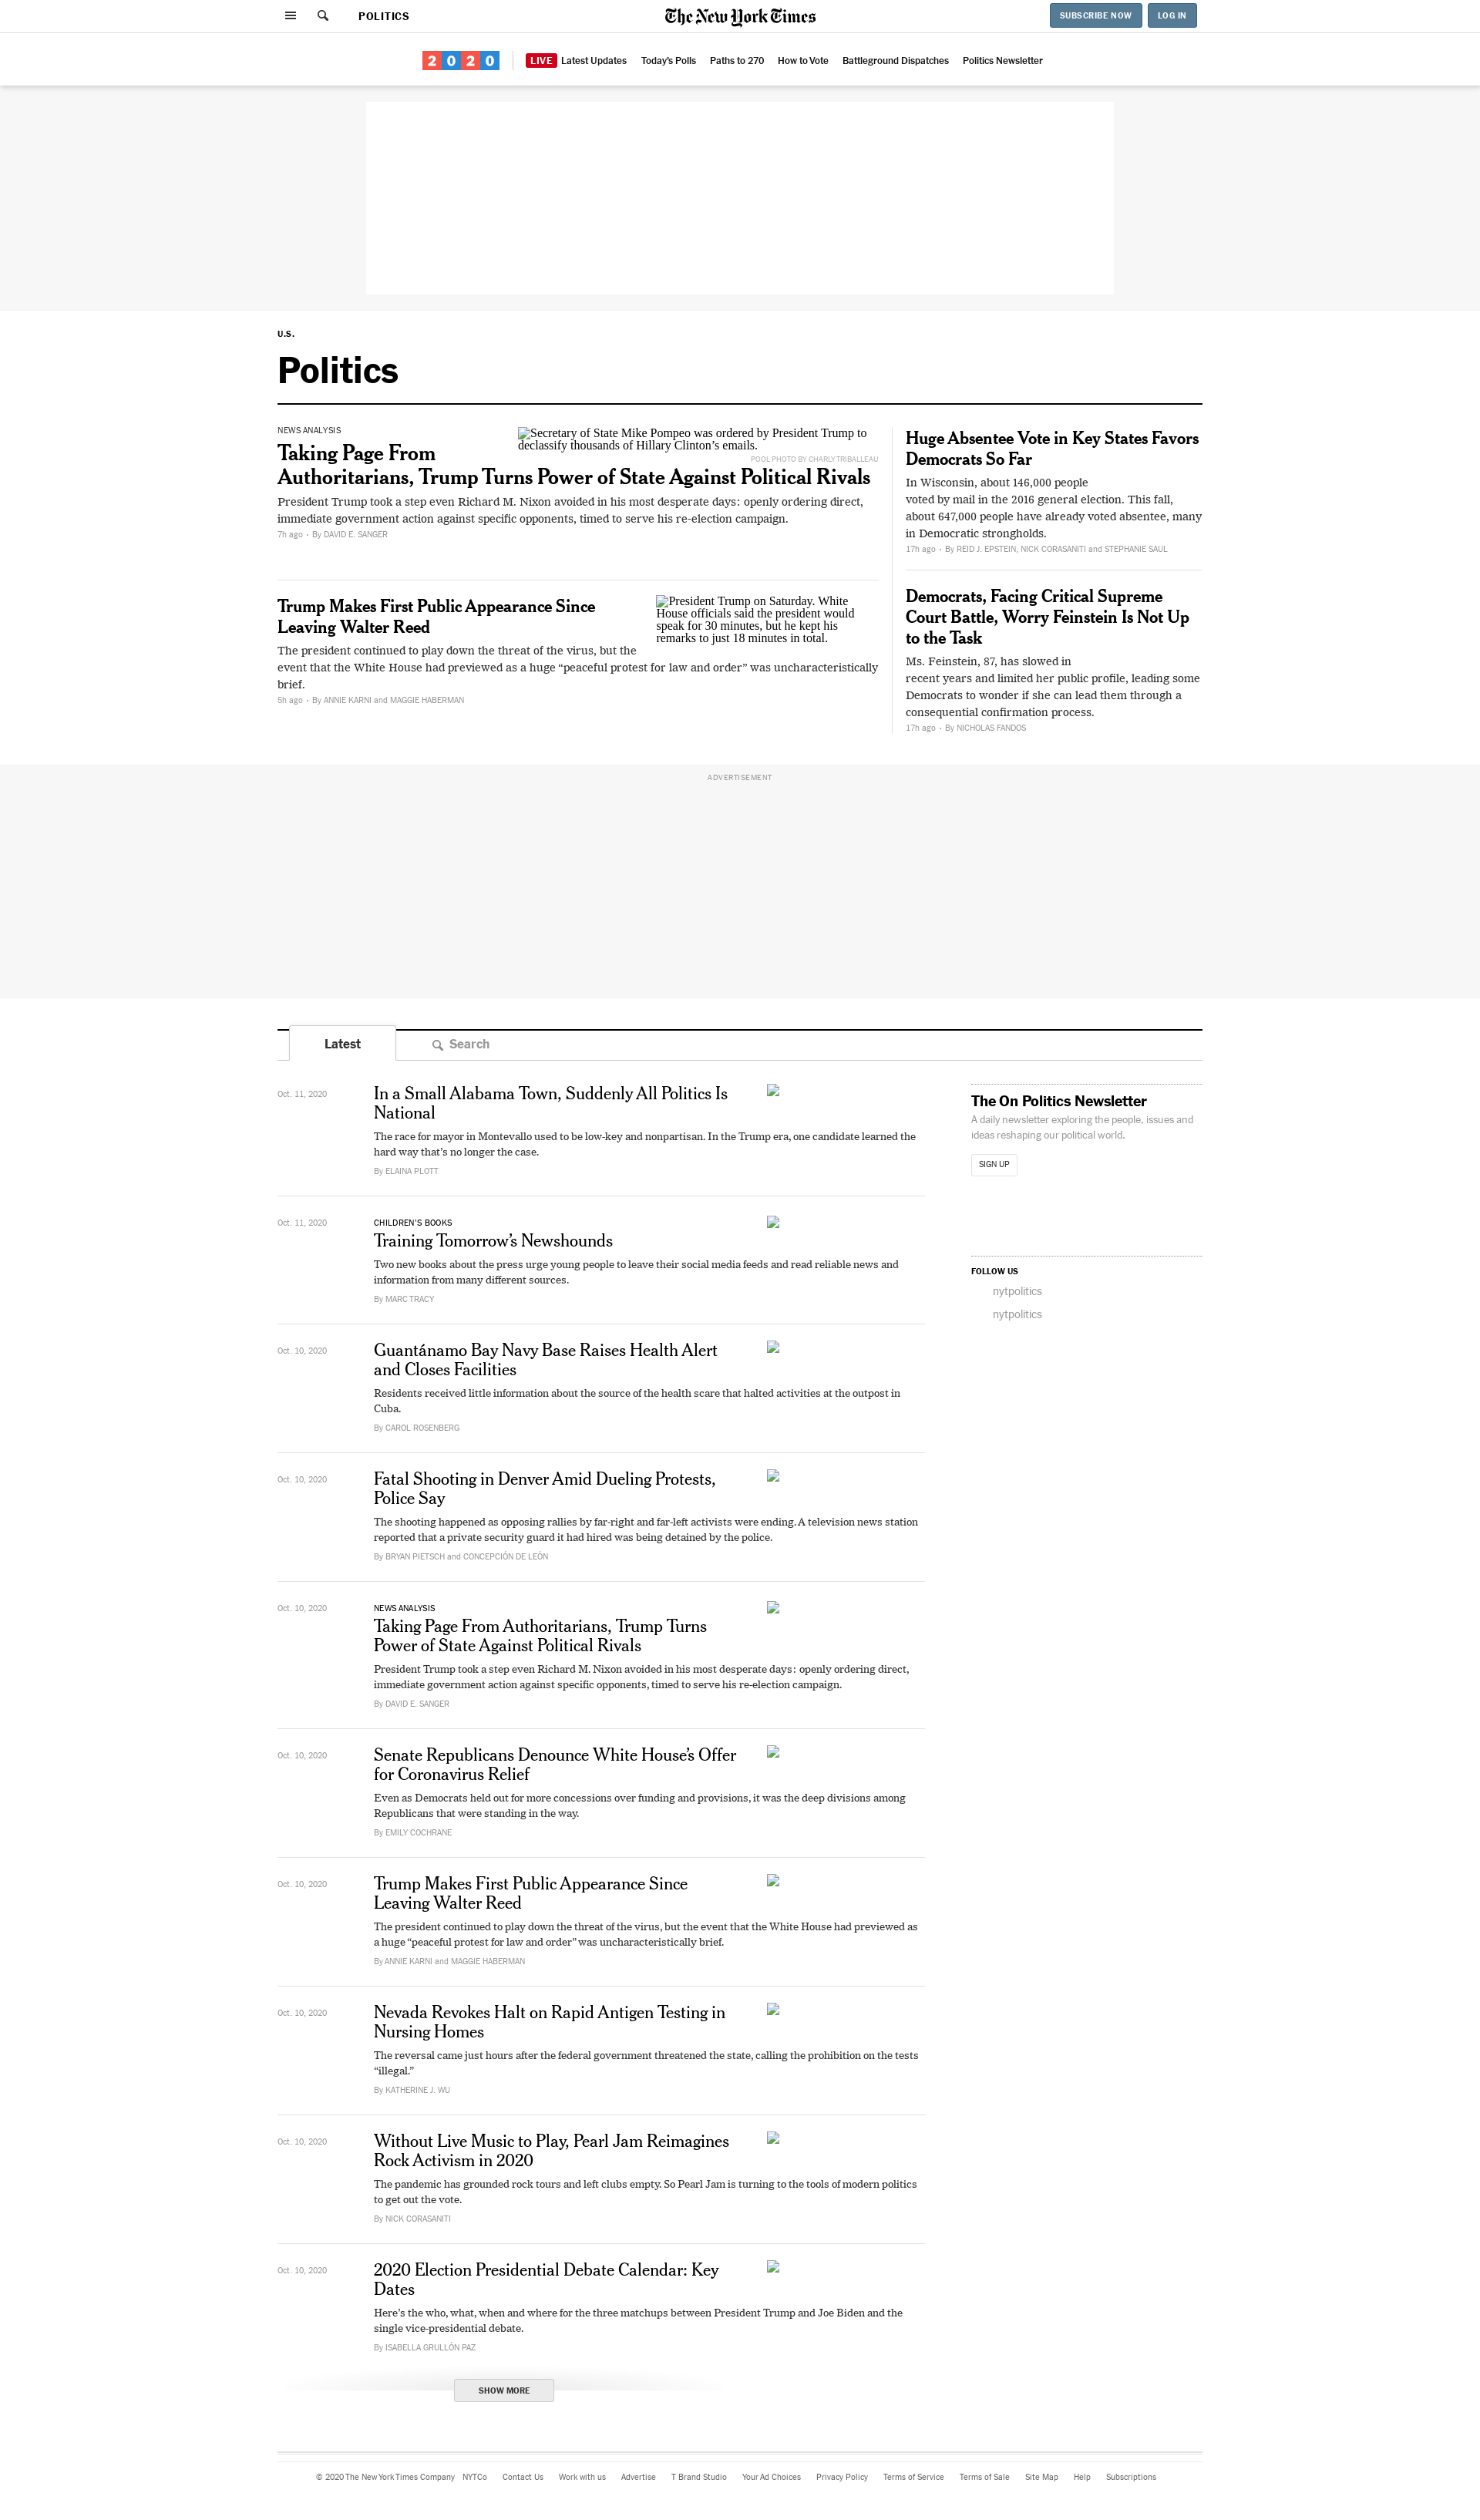 POLITICS
The New York Times
SUBSCRIBE NOW
LOG IN
2020
LIVE Latest Updates
Today's Polls
Paths to 270
How to Vote
Battleground Dispatches
Politics Newsletter
U.S.
Politics
NEWS ANALYSIS
Taking Page From
Authoritarians, Trump Turns Power of State Against Political Rivals
Secretary of State Mike Pompeo was ordered by President Trump to
declassify thousands of Hillary Clinton's emails.
POOL PHOTO BY CHARLY TRIBALLEAU
President Trump took a step even Richard M. Nixon avoided in his most desperate days: openly ordering direct,
immediate government action against specific opponents, timed to serve his re-election campaign.
7h ago • By DAVID E. SANGER
Trump Makes First Public Appearance Since
Leaving Walter Reed
President Trump on Saturday. White
House officials said the president would
speak for 30 minutes, but he kept his
remarks to just 18 minutes in total.
The president continued to play down the threat of the virus, but the
event that the White House had previewed as a huge “peaceful protest for law and order” was uncharacteristically
brief.
5h ago • By ANNIE KARNI and MAGGIE HABERMAN
Huge Absentee Vote in Key States Favors
Democrats So Far
In Wisconsin, about 146,000 people
voted by mail in the 2016 general election. This fall,
about 647,000 people have already voted absentee, many
in Democratic strongholds.
17h ago • By REID J. EPSTEIN, NICK CORASANITI and STEPHANIE SAUL
Democrats, Facing Critical Supreme
Court Battle, Worry Feinstein Is Not Up
to the Task
Ms. Feinstein, 87, has slowed in
recent years and limited her public profile, leading some
Democrats to wonder if she can lead them through a
consequential confirmation process.
17h ago • By NICHOLAS FANDOS
ADVERTISEMENT
Latest
Search
Oct. 11, 2020
In a Small Alabama Town, Suddenly All Politics Is
National
The race for mayor in Montevallo used to be low-key and nonpartisan. In the Trump era, one candidate learned the
hard way that’s no longer the case.
By ELAINA PLOTT
Oct. 11, 2020
CHILDREN’S BOOKS
Training Tomorrow’s Newshounds
Two new books about the press urge young people to leave their social media feeds and read reliable news and
information from many different sources.
By MARC TRACY
Oct. 10, 2020
Guantánamo Bay Navy Base Raises Health Alert
and Closes Facilities
Residents received little information about the source of the health scare that halted activities at the outpost in
Cuba.
By CAROL ROSENBERG
Oct. 10, 2020
Fatal Shooting in Denver Amid Dueling Protests,
Police Say
The shooting happened as opposing rallies by far-right and far-left activists were ending. A television news station
reported that a private security guard it had hired was being detained by the police.
By BRYAN PIETSCH and CONCEPCIÓN DE LEÓN
Oct. 10, 2020
NEWS ANALYSIS
Taking Page From Authoritarians, Trump Turns
Power of State Against Political Rivals
President Trump took a step even Richard M. Nixon avoided in his most desperate days: openly ordering direct,
immediate government action against specific opponents, timed to serve his re-election campaign.
By DAVID E. SANGER
Oct. 10, 2020
Senate Republicans Denounce White House’s Offer
for Coronavirus Relief
Even as Democrats held out for more concessions over funding and provisions, it was the deep divisions among
Republicans that were standing in the way.
By EMILY COCHRANE
Oct. 10, 2020
Trump Makes First Public Appearance Since
Leaving Walter Reed
The president continued to play down the threat of the virus, but the event that the White House had previewed as
a huge “peaceful protest for law and order” was uncharacteristically brief.
By ANNIE KARNI and MAGGIE HABERMAN
Oct. 10, 2020
Nevada Revokes Halt on Rapid Antigen Testing in
Nursing Homes
The reversal came just hours after the federal government threatened the state, calling the prohibition on the tests
“illegal.”
By KATHERINE J. WU
Oct. 10, 2020
Without Live Music to Play, Pearl Jam Reimagines
Rock Activism in 2020
The pandemic has grounded rock tours and left clubs empty. So Pearl Jam is turning to the tools of modern politics
to get out the vote.
By NICK CORASANITI
Oct. 10, 2020
2020 Election Presidential Debate Calendar: Key
Dates
Here’s the who, what, when and where for the three matchups between President Trump and Joe Biden and the
single vice-presidential debate.
By ISABELLA GRULLÓN PAZ
SHOW MORE
The On Politics Newsletter
A daily newsletter exploring the people, issues and
ideas reshaping our political world.
SIGN UP
FOLLOW US
nytpolitics
nytpolitics
© 2020 The New York Times Company
NYTCo
Contact Us
Work with us
Advertise
T Brand Studio
Your Ad Choices
Privacy Policy
Terms of Service
Terms of Sale
Site Map
Help
Subscriptions